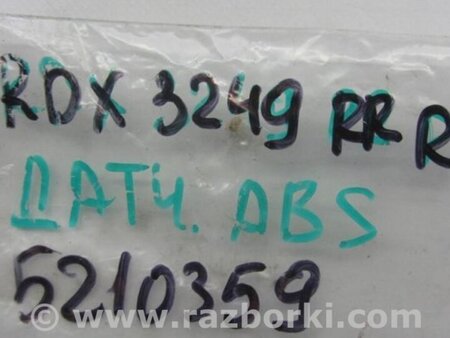 RDX 3249 RR R
ДАТЧ. ABS
5210359
© www.razborki.com